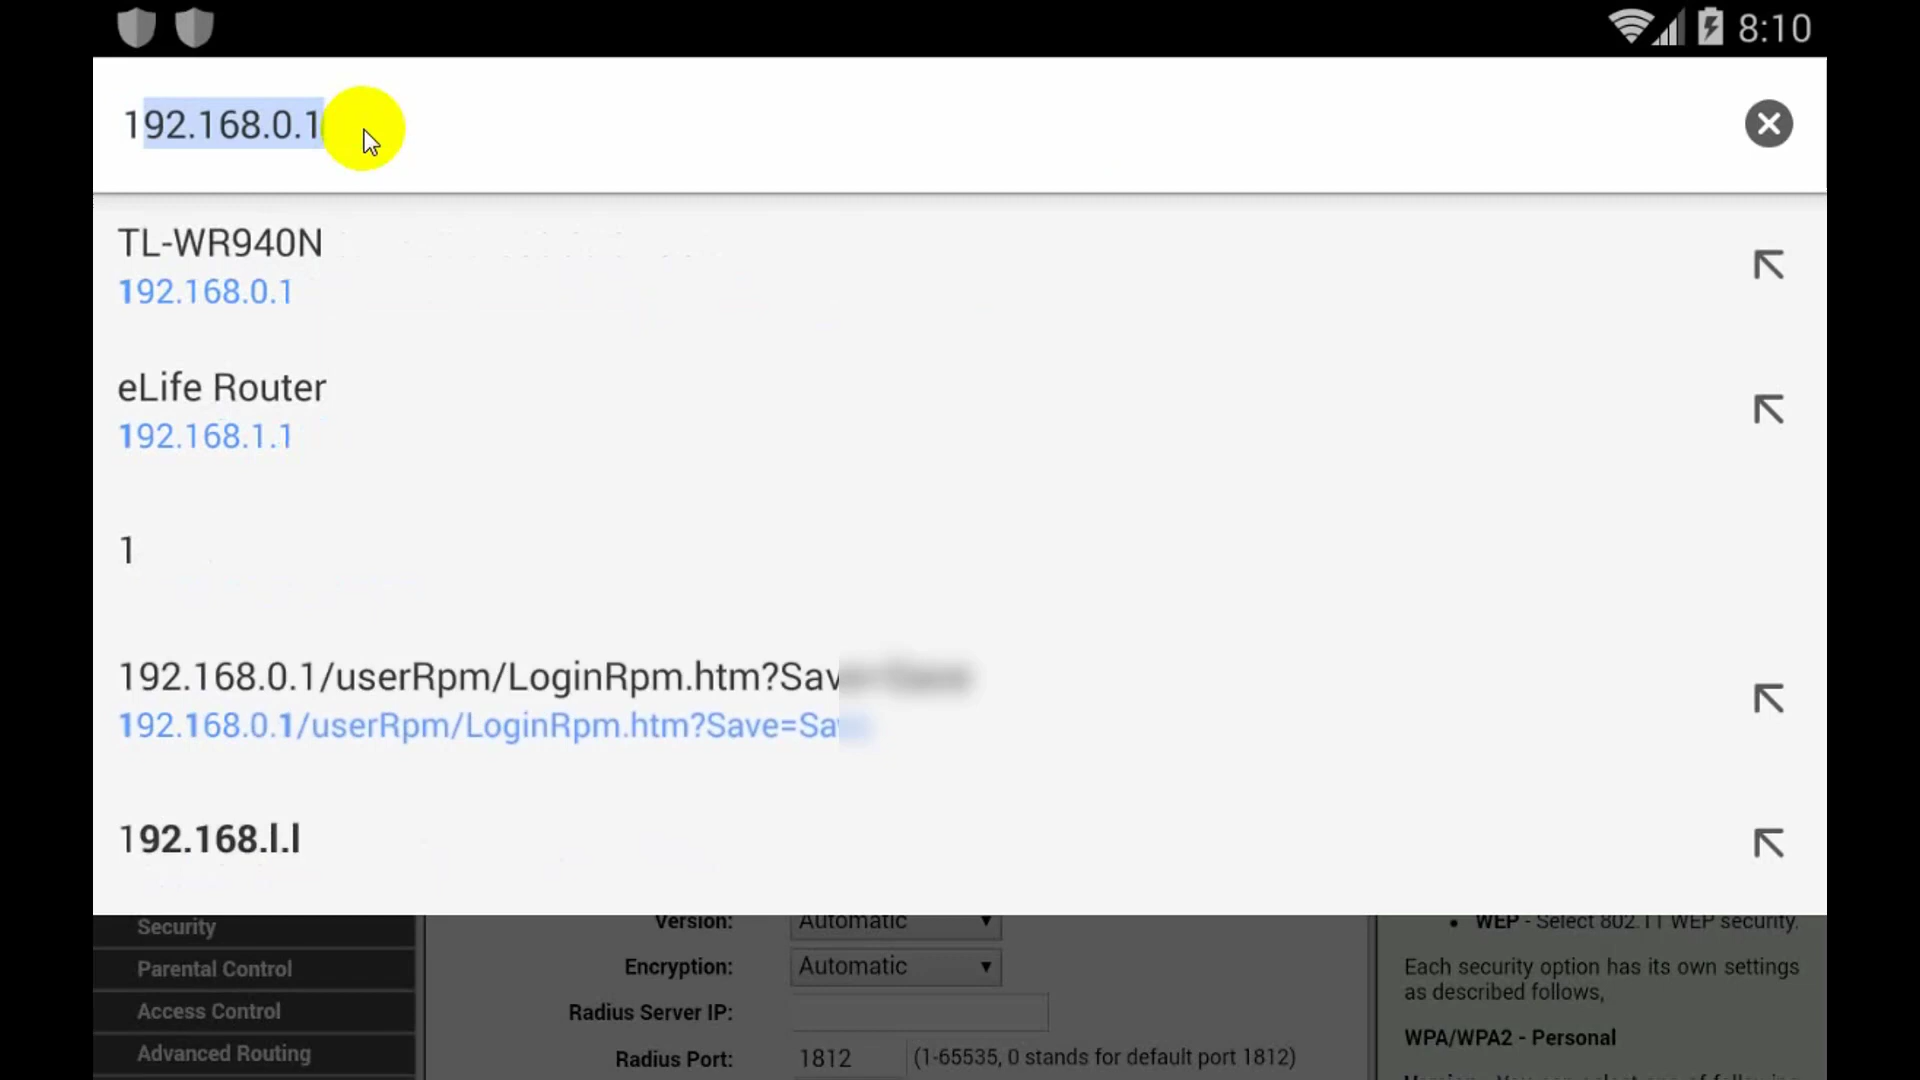 8:10
192.168.0.1
TL-WR940N
192.168.0.1
eLife Router
192.168.1.1
1
192.168.0.1/userRpm/LoginRpm.htm?Save=Save
192.168.0.1/userRpm/LoginRpm.htm?Save=Save
192.168.l.l
Security
Parental Control
Access Control
Advanced Routing
Version: Automatic
Encryption: Automatic
Radius Server IP:
Radius Port: 1812 (1-65535, 0 stands for default port 1812)
• WEP - Select 802.11 WEP security.
Each security option has its own settings
as described follows,
WPA/WPA2 - Personal